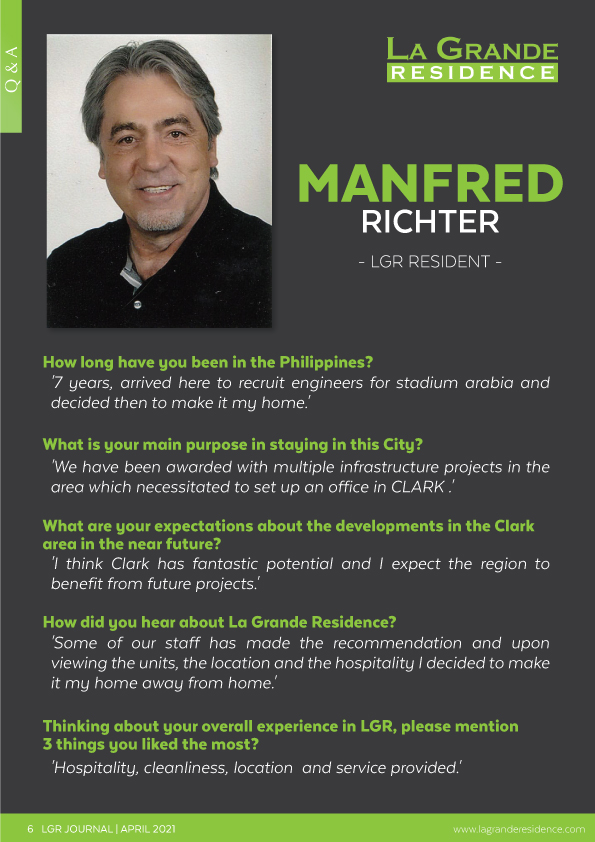 Q & A
LA GRANDE
RESIDENCE
MANFRED
RICHTER
- LGR RESIDENT -
How long have you been in the Philippines?
'7 years, arrived here to recruit engineers for stadium arabia and
decided then to make it my home.'
What is your main purpose in staying in this City?
'We have been awarded with multiple infrastructure projects in the
area which necessitated to set up an office in CLARK .'
What are your expectations about the developments in the Clark
area in the near future?
'I think Clark has fantastic potential and I expect the region to
benefit from future projects.'
How did you hear about La Grande Residence?
'Some of our staff has made the recommendation and upon
viewing the units, the location and the hospitality I decided to make
it my home away from home.'
Thinking about your overall experience in LGR, please mention
3 things you liked the most?
'Hospitality, cleanliness, location and service provided.'
6 LGR JOURNAL | APRIL 2021
www.lagranderesidence.com